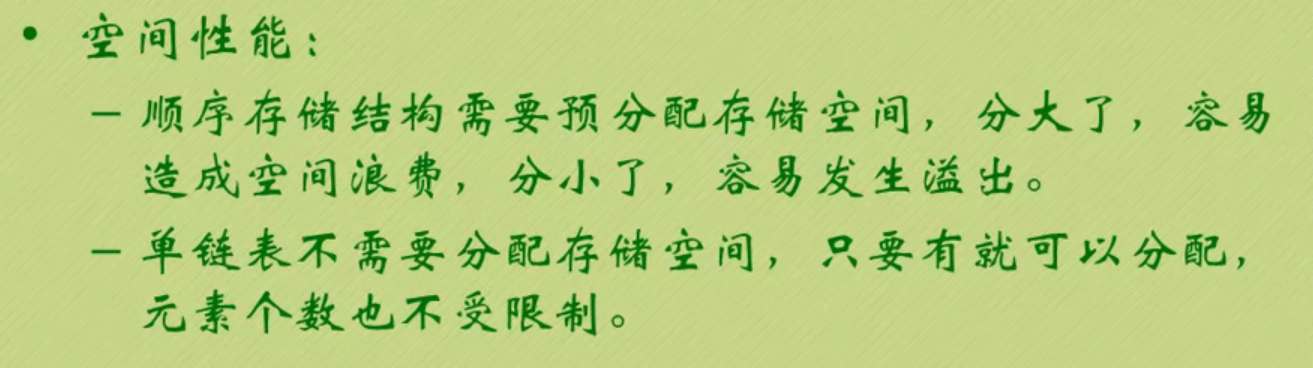 • 空间性能：
– 顺序存储结构需要预分配存储空间，分大了，容易
造成空间浪费，分小了，容易发生溢出。
– 单链表不需要分配存储空间，只要有就可以分配，
元素个数也不受限制。